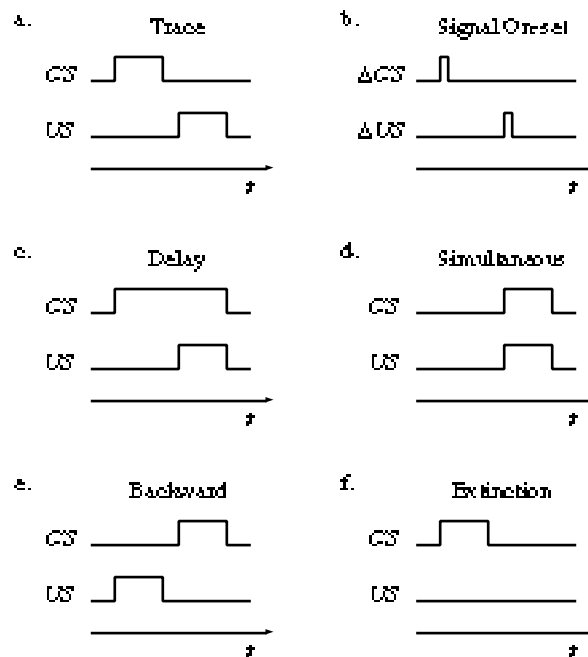 a. Trace
CS
US
t
b. Signal Onset
ΔCS
ΔUS
t
c. Delay
CS
US
t
d. Simultaneous
CS
US
t
e. Backward
CS
US
t
f. Extinction
CS
US
t